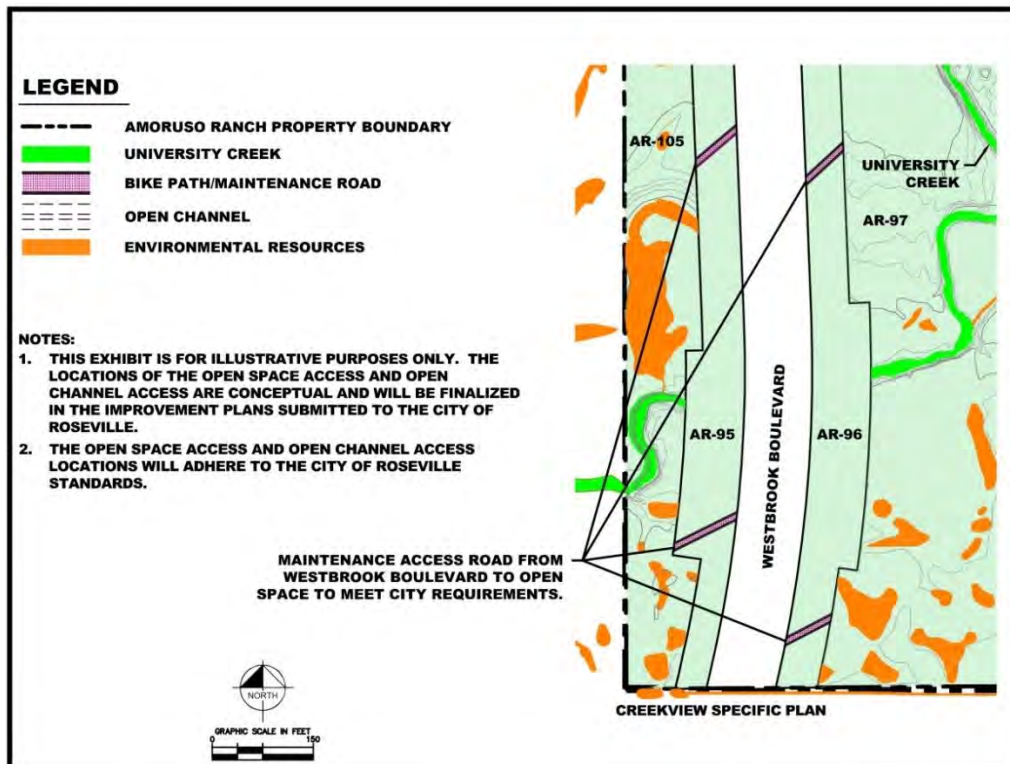 LEGEND
AMORUSO RANCH PROPERTY BOUNDARY
UNIVERSITY CREEK
BIKE PATH/MAINTENANCE ROAD
OPEN CHANNEL
ENVIRONMENTAL RESOURCES
NOTES:
1. THIS EXHIBIT IS FOR ILLUSTRATIVE PURPOSES ONLY. THE
LOCATIONS OF THE OPEN SPACE ACCESS AND OPEN
CHANNEL ACCESS ARE CONCEPTUAL AND WILL BE FINALIZED
IN THE IMPROVEMENT PLANS SUBMITTED TO THE CITY OF
ROSEVILLE.
2. THE OPEN SPACE ACCESS AND OPEN CHANNEL ACCESS
LOCATIONS WILL ADHERE TO THE CITY OF ROSEVILLE
STANDARDS.
MAINTENANCE ACCESS ROAD FROM
WESTBROOK BOULEVARD TO OPEN
SPACE TO MEET CITY REQUIREMENTS.
NORTH
GRAPHIC SCALE IN FEET
0 150
AR-105
UNIVERSITY
CREEK
AR-97
AR-95
WESTBROOK BOULEVARD
AR-96
CREEKVIEW SPECIFIC PLAN